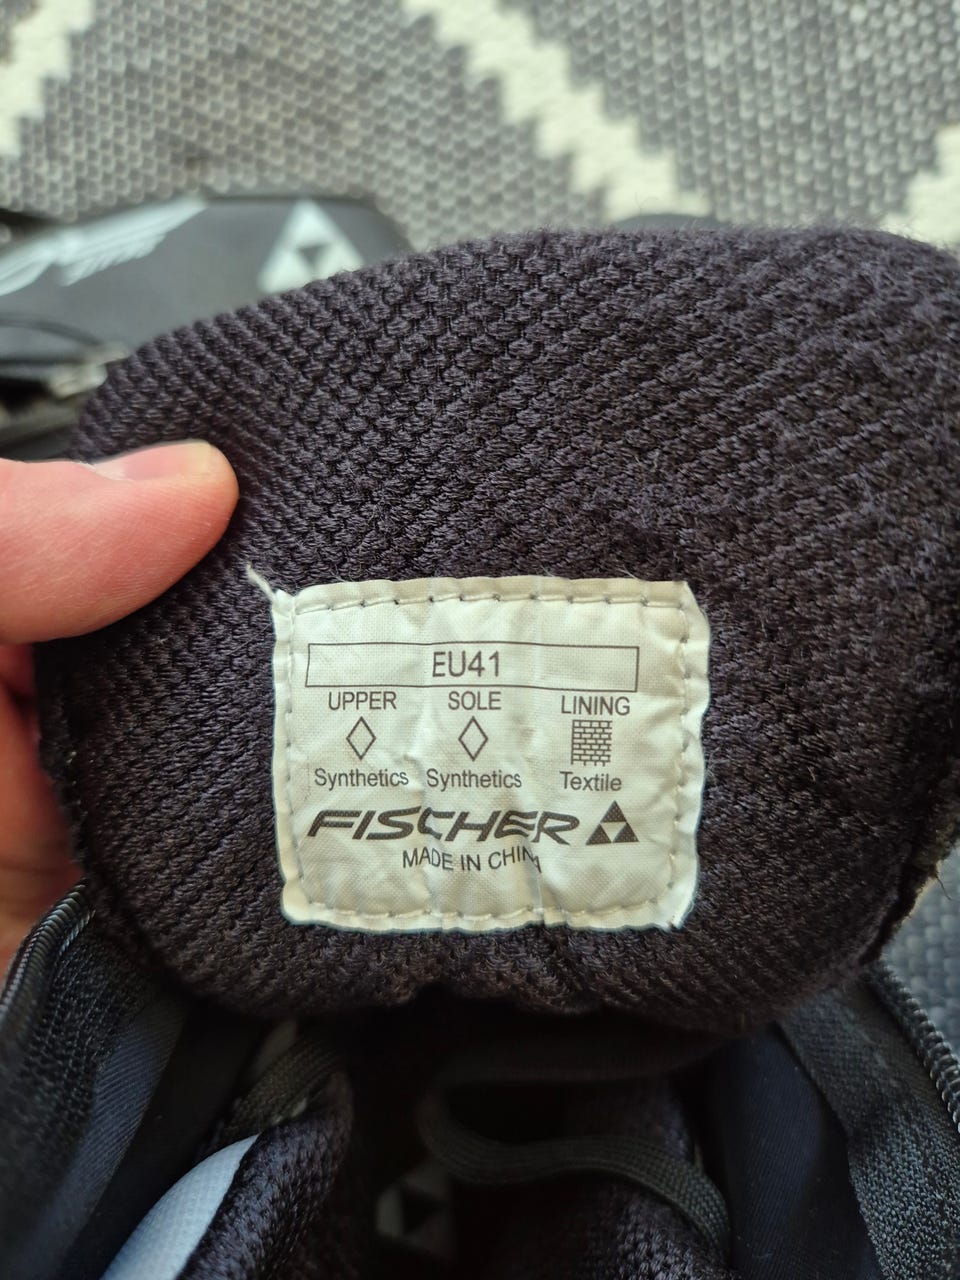 EU41
UPPER SOLE LINING
Synthetics Synthetics Textile
FISCHER
MADE IN CHINA